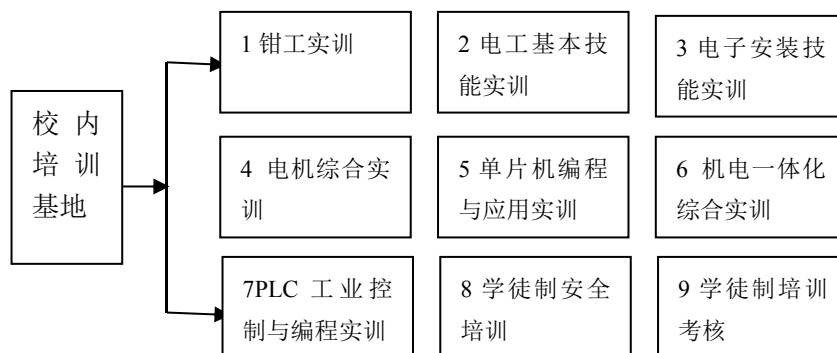 校内
培训
基地
1 钳工实训
2 电工基本技
能实训
3 电子安装技
能实训
4 电机综合实
训
5 单片机编程
与应用实训
6 机电一体化
综合实训
7PLC 工业控
制与编程实训
8 学徒制安全
培训
9 学徒制培训
考核